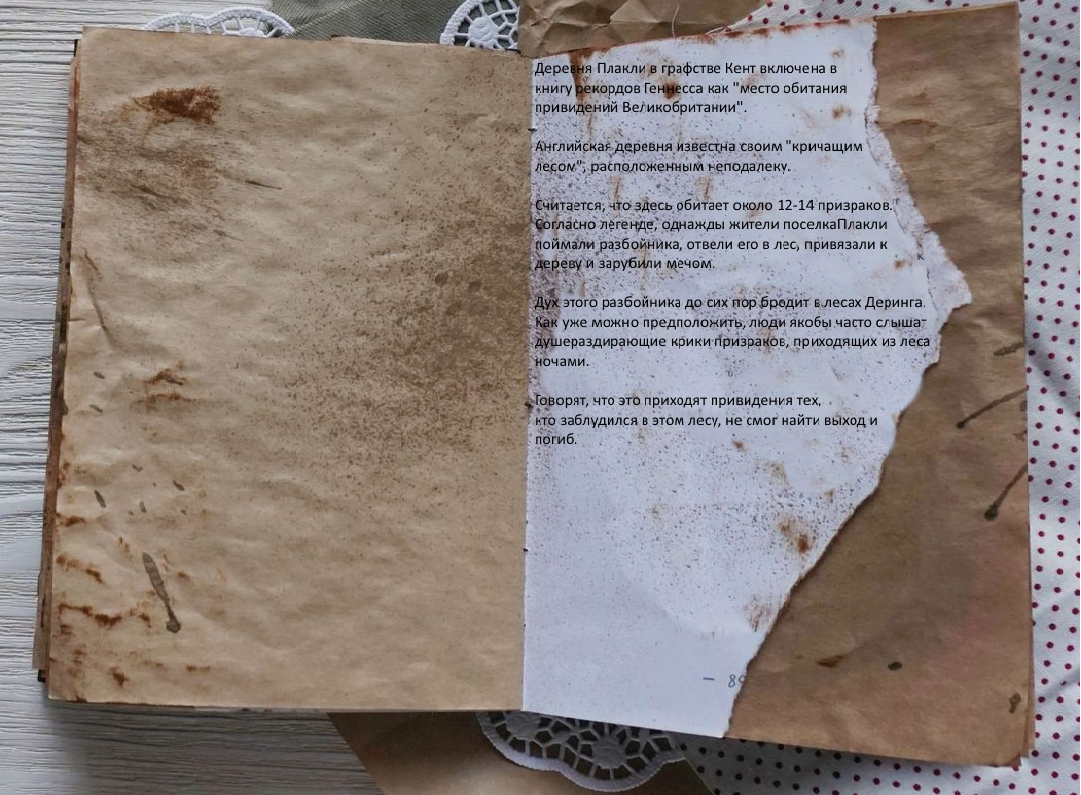 Деревня Плакли в графстве Кент включена в
книгу рекордов Геннесса как "место обитания
привидений Великобритании".
Английская деревня известна своим "кричащим
лесом", расположенным неподалеку.
Считается, что здесь обитает около 12-14 призраков.
Согласно легенде, однажды жители поселкаПлакли
поймали разбойника, отвели его в лес, привязали к
дереву и зарубили мечом.
Дух этого разбойника до сих пор бродит в лесах Деринга.
Как уже можно предположить, люди якобы часто слышат
душераздирающие крики призраков, приходящих из леса
ночами.
Говорят, что это приходят привидения тех,
кто заблудился в этом лесу, не смог найти выход и
погиб.
– 89